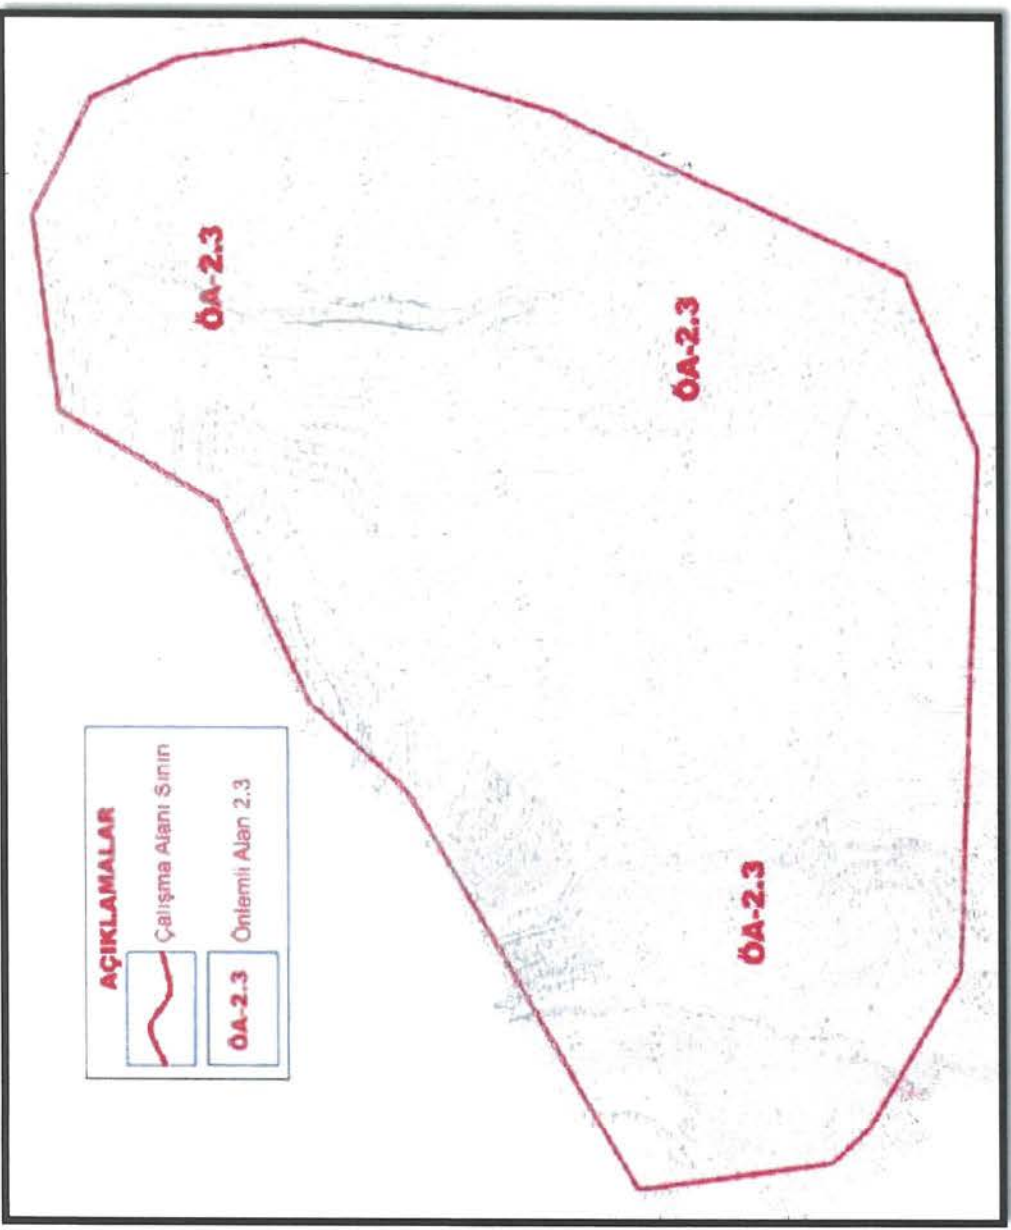 AÇIKLAMALAR
Çalışma Alanı Sınırı
ÖA-2.3 Önlemli Alan 2.3
ÖA-2.3
ÖA-2.3
ÖA-2.3